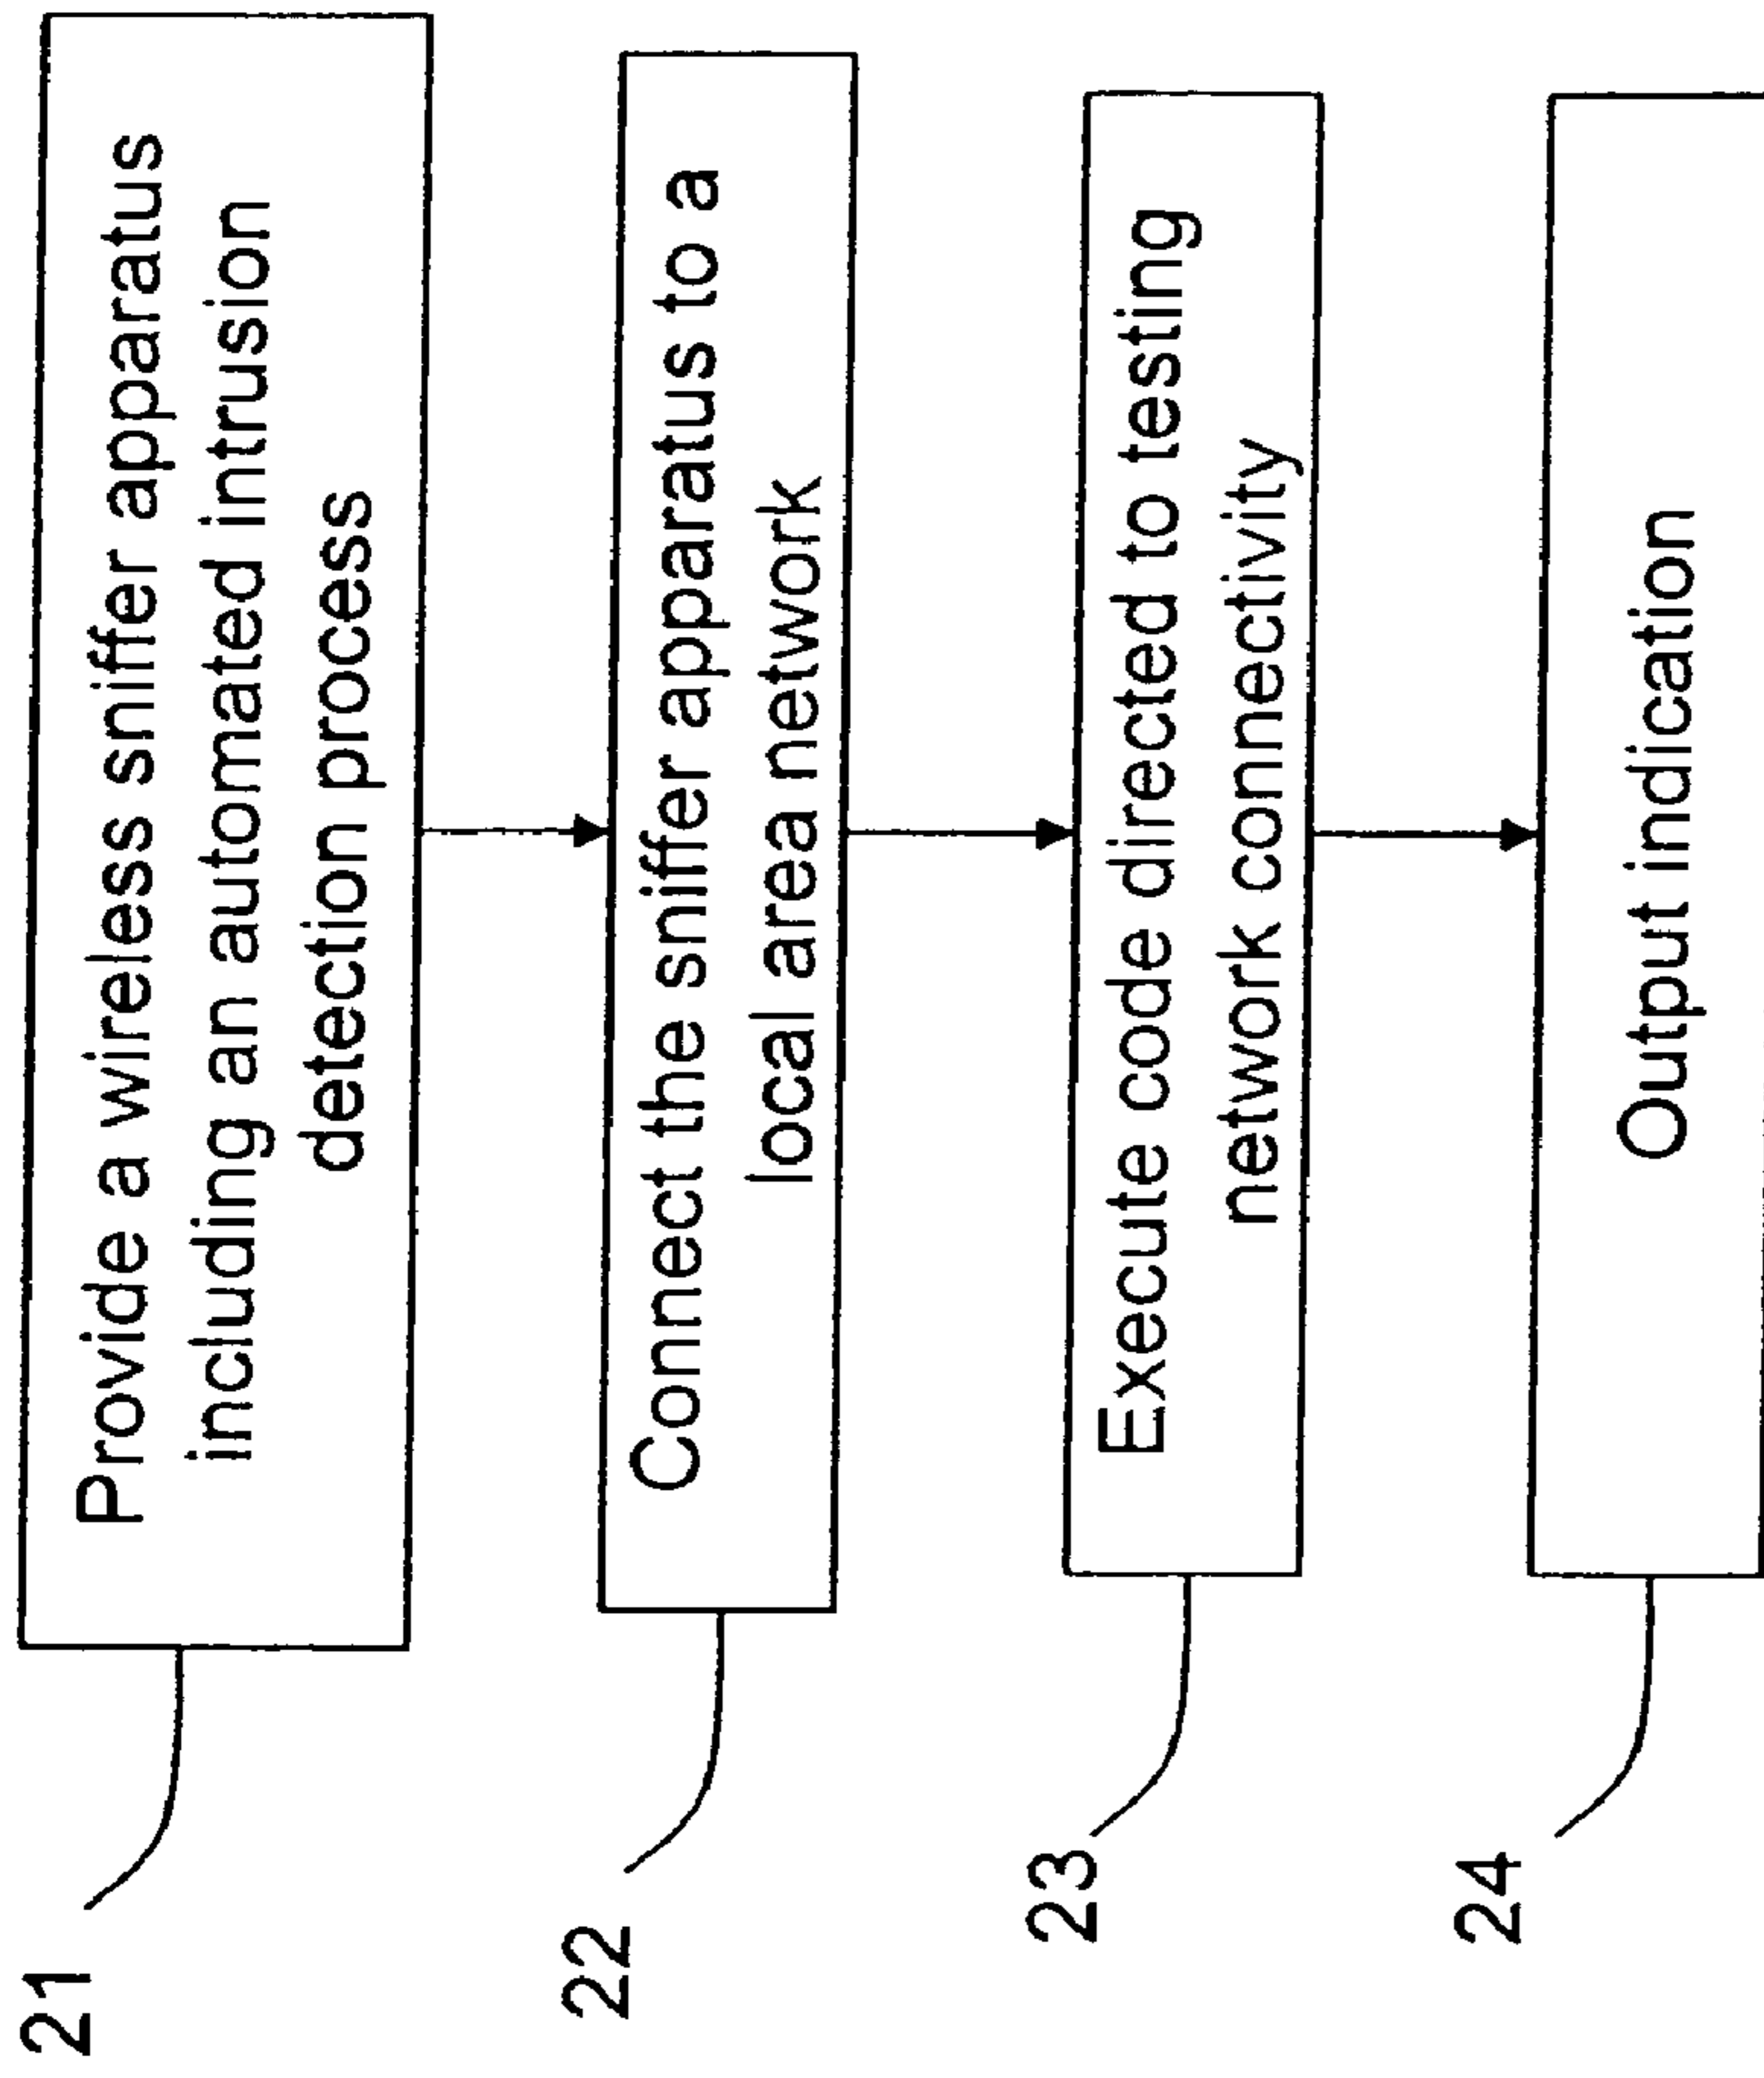 21
Provide a wireless sniffer apparatus
including an automated intrusion
detection process
22
Connect the sniffer apparatus to a
local area network
23
Execute code directed to testing
network connectivity
24
Output indication